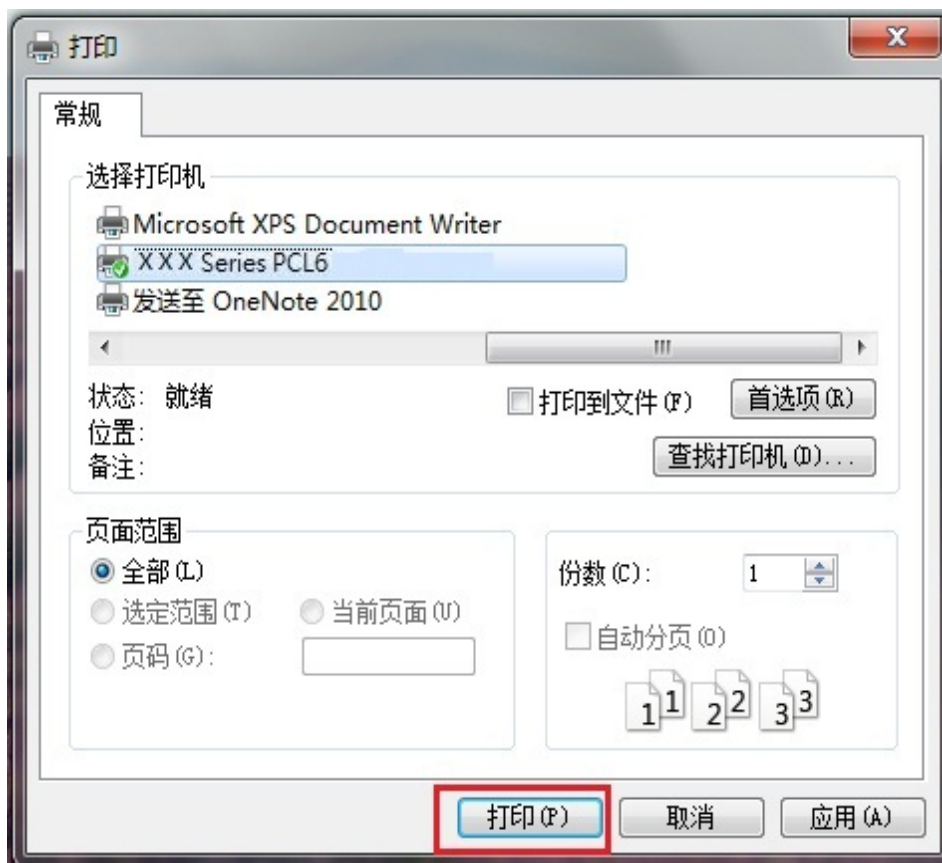 打印
常规
选择打印机
Microsoft XPS Document Writer
XXX Series PCL6
发送至 OneNote 2010
状态: 就绪
打印到文件(F)
首选项(R)
位置:
查找打印机(D)...
备注:
页面范围
全部(L)
选定范围(T)
当前页面(U)
页码(G):
份数(C):
1
自动分页(O)
1 1 2 2 3 3
打印(P)
取消
应用(A)